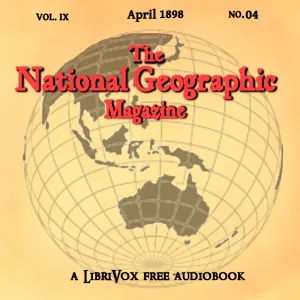 VOL. IX April 1898 NO.04
The
National Geographic
Magazine
A LIBRIVOX FREE AUDIOBOOK